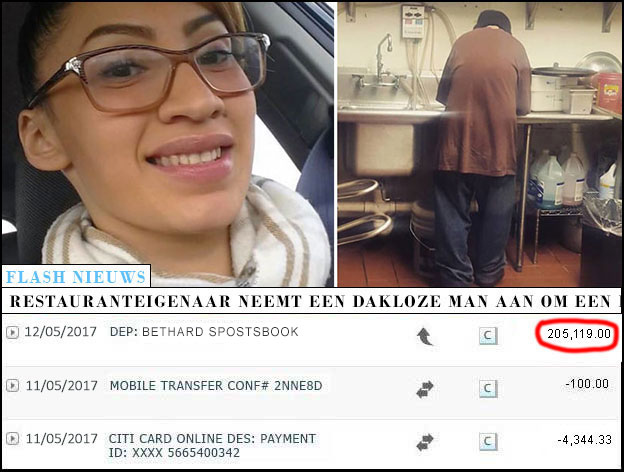 FLASH NIEUWS
RESTAURANTEIGENAAR NEEMT EEN DAKLOZE MAN AAN OM EEN
12/05/2017 DEP: BETHARD SPOSTSBOOK C 205,119.00
11/05/2017 MOBILE TRANSFER CONF# 2NNE8D C -100.00
11/05/2017 CITI CARD ONLINE DES: PAYMENT C -4,344.33
ID: XXXX 5665400342